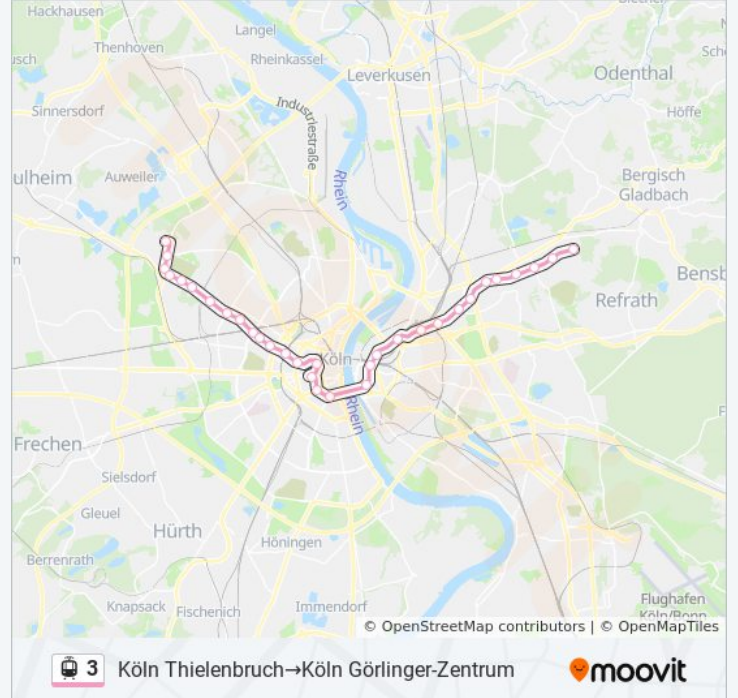 Hackhausen
Langel
Thenhoven
Rheinkassel
Leverkusen
Odenthal
Sinnersdorf
Industriestraße
Höffe
ulheim
Auweiler
Rhein
Bergisch
Gladbach
Bensb
Refrath
Köln
Rhein
Frechen
Sielsdorf
Gleuel
Hürth
Höningen
Berrenrath
Knapsack
Fischenich
Immendorf
Flughafen
Köln/Bonn
© OpenStreetMap contributors | © OpenMapTiles
3 Köln Thielenbruch→Köln Görlinger-Zentrum
moovit